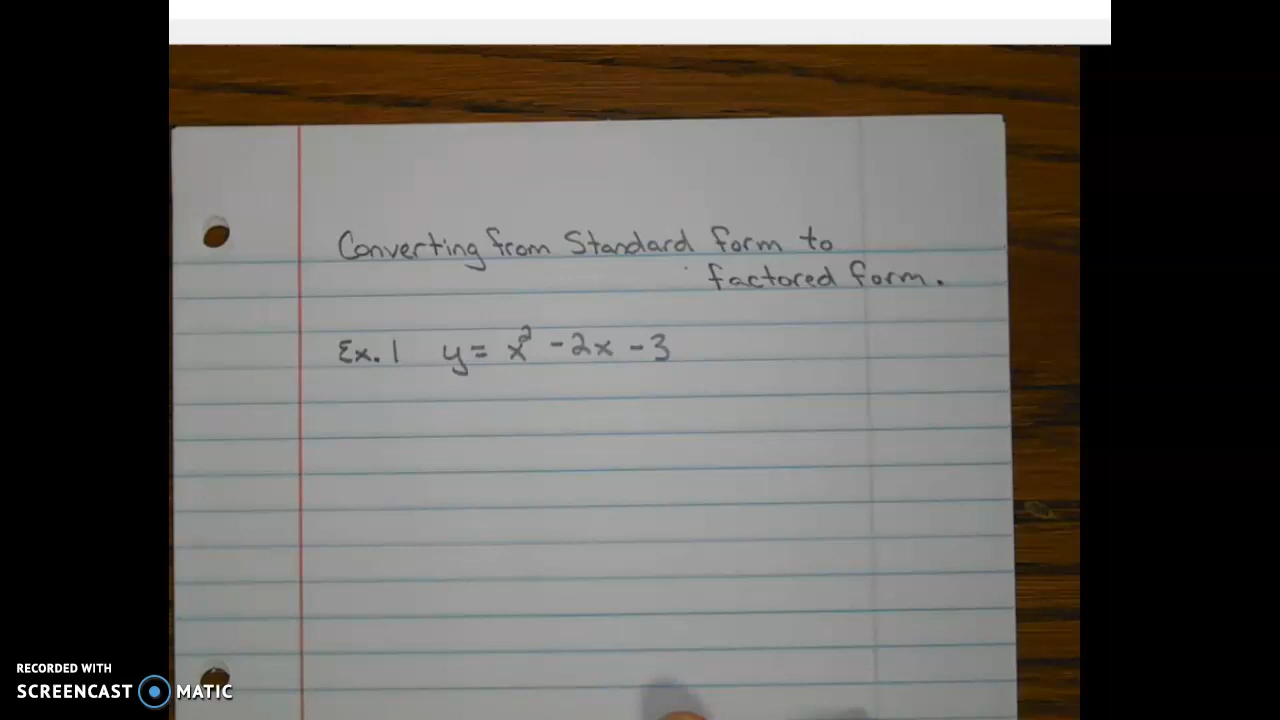 Converting from Standard form to
factored form.
Ex. 1 y = x² - 2x - 3
RECORDED WITH
SCREENCAST MATIC